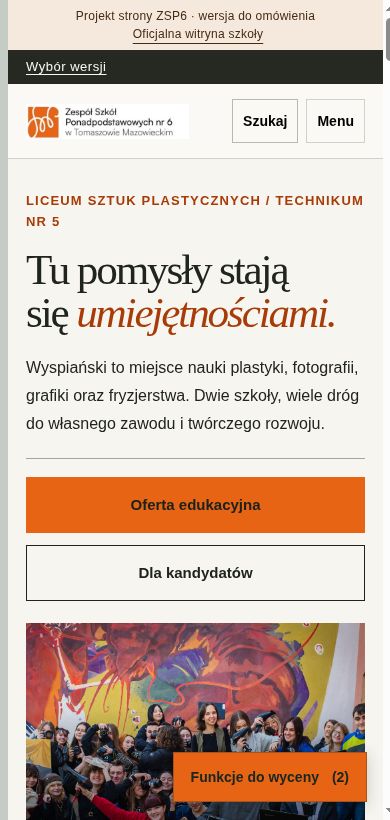 Projekt strony ZSP6 · wersja do omówienia
Oficjalna witryna szkoły
Wybór wersji
Zespół Szkół
Ponadpodstawowych nr 6
w Tomaszowie Mazowieckim
Szukaj
Menu
LICEUM SZTUK PLASTYCZNYCH / TECHNIKUM
NR 5
Tu pomysły stają
się umiejętnościami.
Wyspiański to miejsce nauki plastyki, fotografii,
grafiki oraz fryzjerstwa. Dwie szkoły, wiele dróg
do własnego zawodu i twórczego rozwoju.
Oferta edukacyjna
Dla kandydatów
Funkcje do wyceny (2)